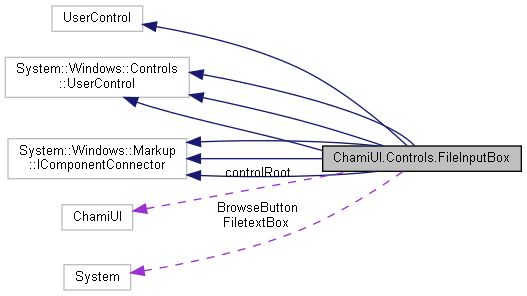 UserControl
System::Windows::Controls
::UserControl
System::Windows::Markup
::IComponentConnector
ChamiUI.Controls.FileInputBox
controlRoot
ChamiUI
BrowseButton
FiletextBox
System